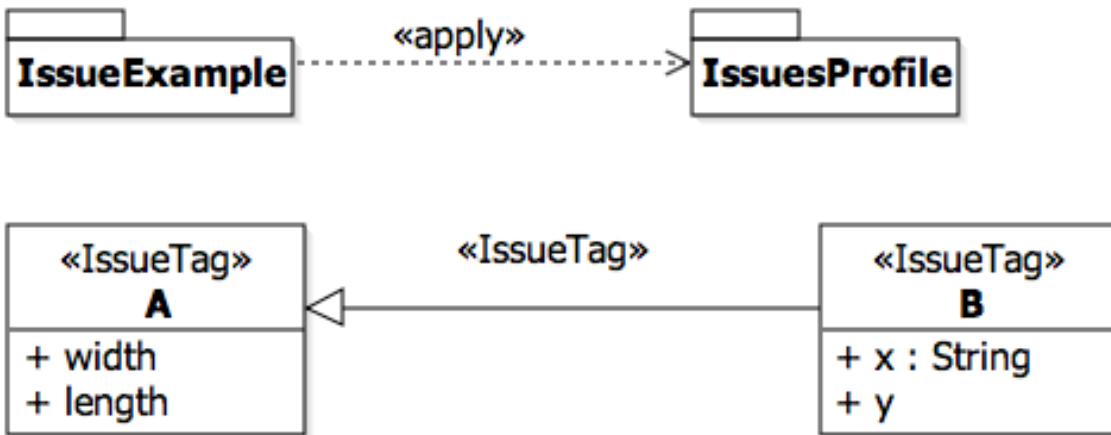 «apply»
IssueExample
IssuesProfile
«IssueTag»
A
+ width
+ length
«IssueTag»
«IssueTag»
B
+ x : String
+ y